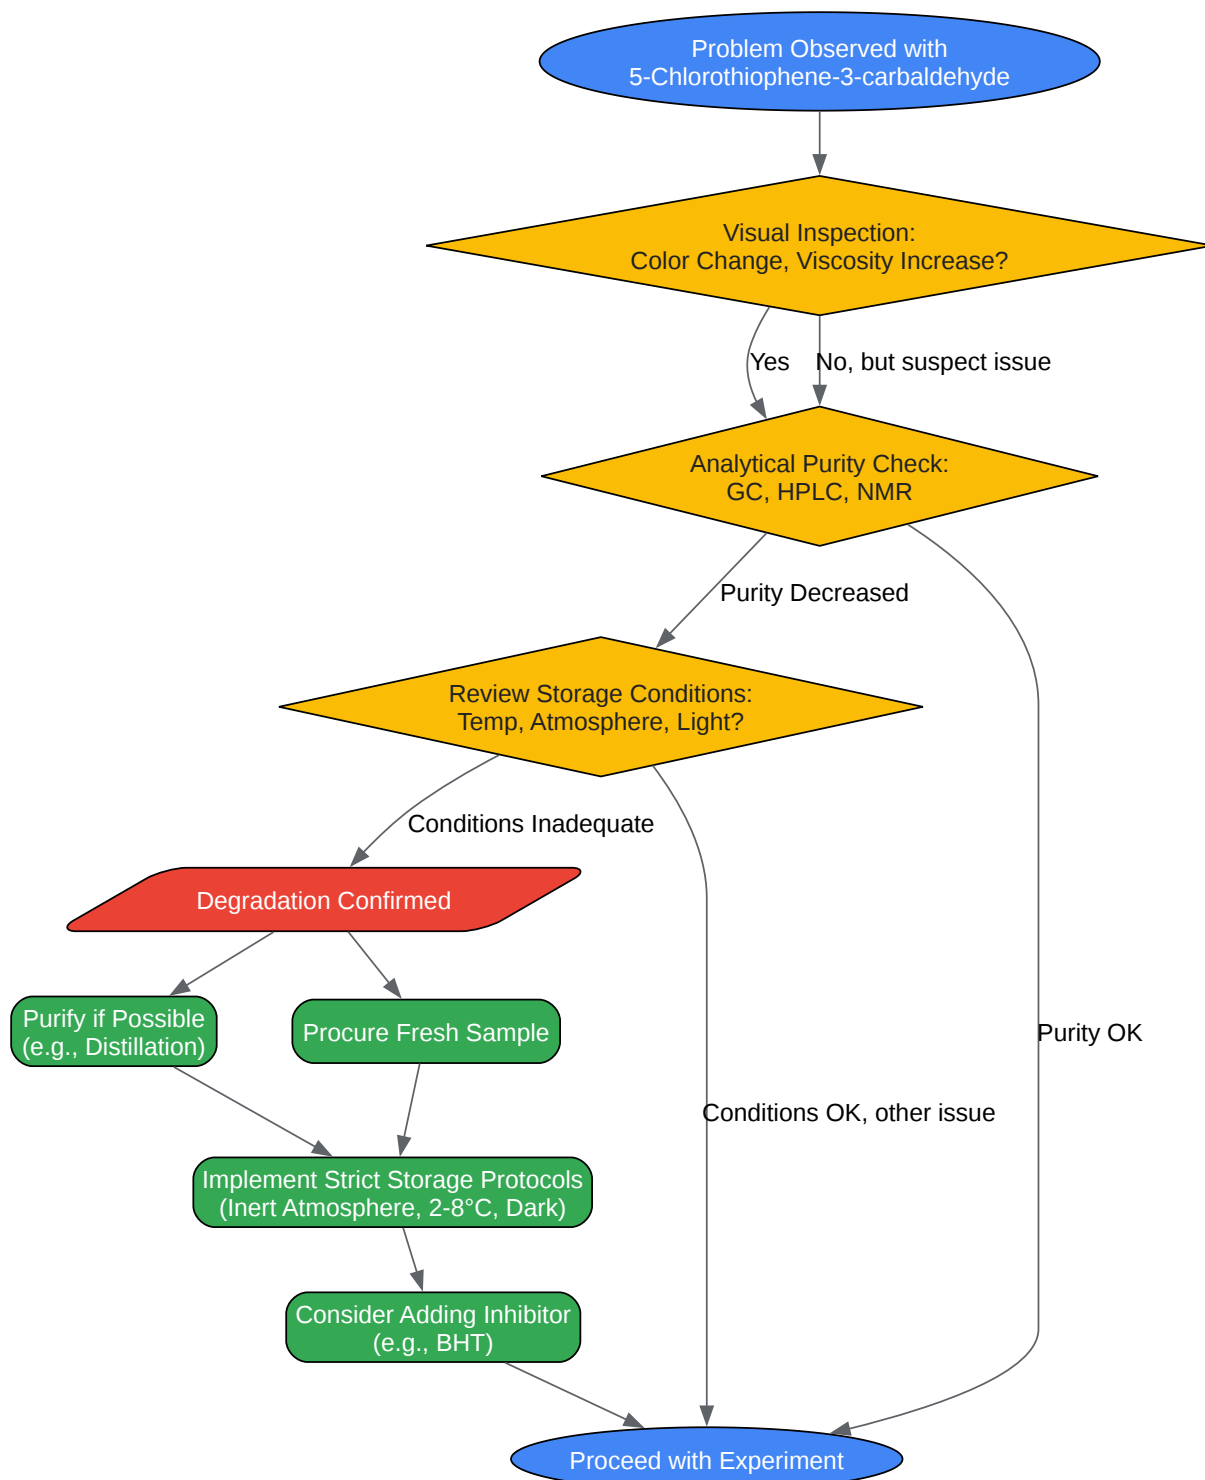 Problem Observed with
5-Chlorothiophene-3-carbaldehyde
Visual Inspection:
Color Change, Viscosity Increase?
Yes
No, but suspect issue
Analytical Purity Check:
GC, HPLC, NMR
Purity Decreased
Review Storage Conditions:
Temp, Atmosphere, Light?
Conditions Inadequate
Degradation Confirmed
Purify if Possible
(e.g., Distillation)
Procure Fresh Sample
Purity OK
Conditions OK, other issue
Implement Strict Storage Protocols
(Inert Atmosphere, 2-8°C, Dark)
Consider Adding Inhibitor
(e.g., BHT)
Proceed with Experiment